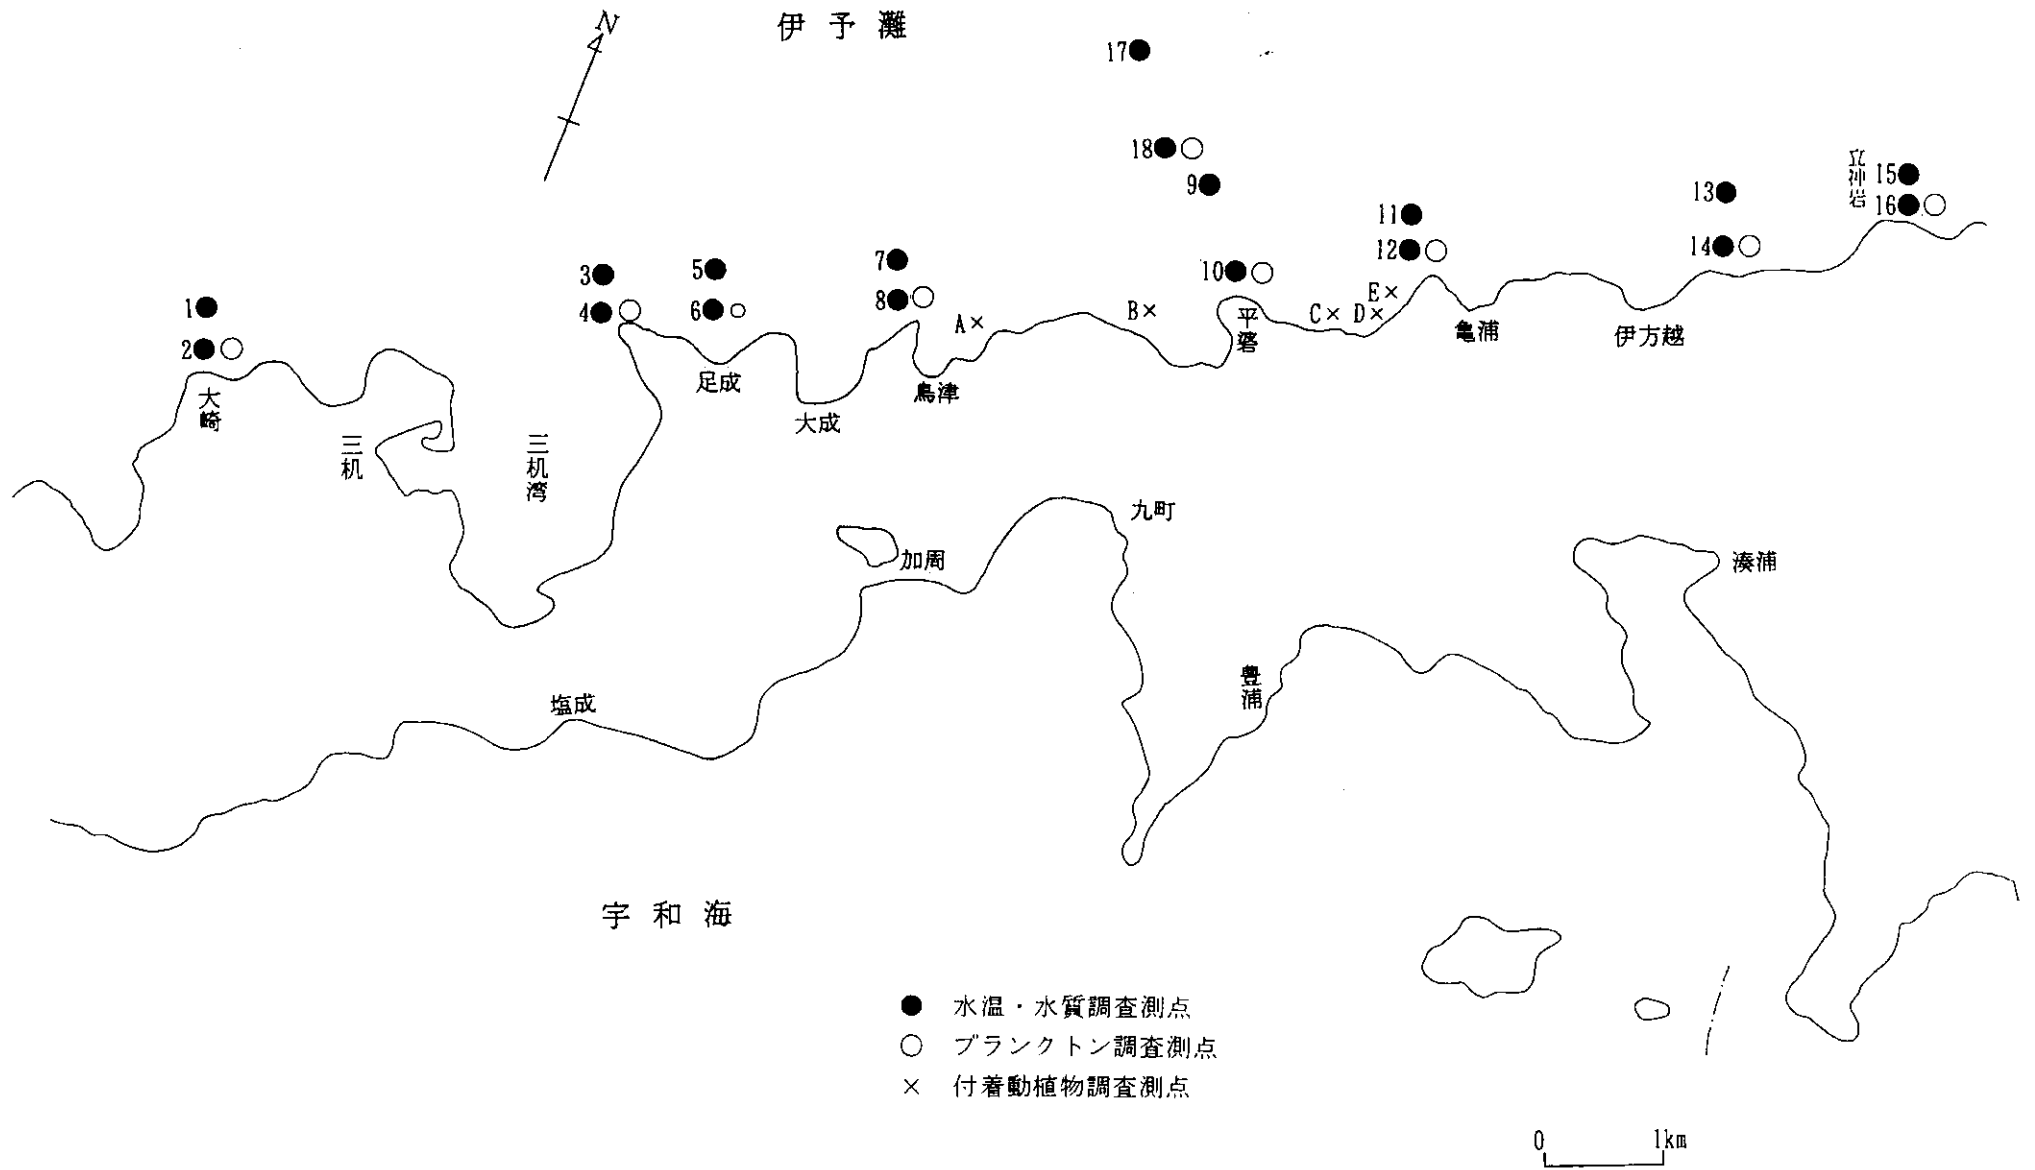 N
伊予灘
17
18
9
立神岩
15
16
13
14
11
12
10
7
8
5
6
3
4
1
2
A×
B×
C×
D×
E×
大崎
三机
三机湾
足成
大成
鳥津
平礬
亀浦
伊方越
九町
加周
湊浦
塩成
豊浦
宇和海
● 水温・水質調査測点
○ プランクトン調査測点
× 付着動植物調査測点
0 1km